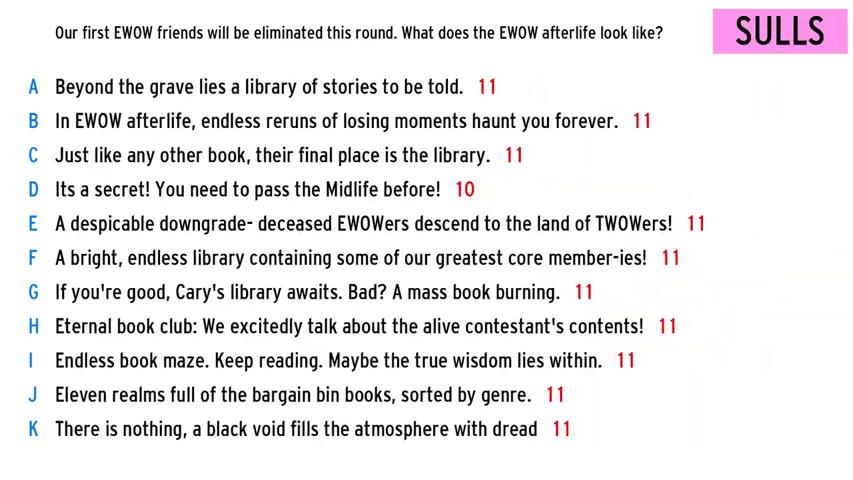 Our first EWOW friends will be eliminated this round. What does the EWOW afterlife look like?
SULLS
A Beyond the grave lies a library of stories to be told. 11
B In EWOW afterlife, endless reruns of losing moments haunt you forever. 11
C Just like any other book, their final place is the library. 11
D Its a secret! You need to pass the Midlife before! 10
E A despicable downgrade- deceased EWOWers descend to the land of TWOWers! 11
F A bright, endless library containing some of our greatest core member-ies! 11
G If you're good, Cary's library awaits. Bad? A mass book burning. 11
H Eternal book club: We excitedly talk about the alive contestant's contents! 11
I Endless book maze. Keep reading. Maybe the true wisdom lies within. 11
J Eleven realms full of the bargain bin books, sorted by genre. 11
K There is nothing, a black void fills the atmosphere with dread 11